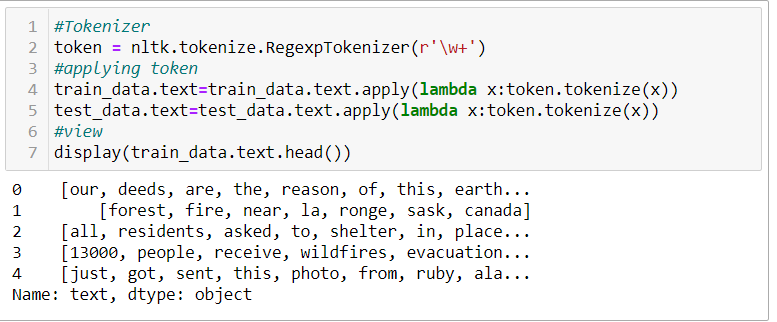 1 #Tokenizer
2 token = nltk.tokenize.RegexpTokenizer(r'\w+')
3 #applying token
4 train_data.text=train_data.text.apply(lambda x:token.tokenize(x))
5 test_data.text=test_data.text.apply(lambda x:token.tokenize(x))
6 #view
7 display(train_data.text.head())
0 [our, deeds, are, the, reason, of, this, earth...
1 [forest, fire, near, la, ronge, sask, canada]
2 [all, residents, asked, to, shelter, in, place...
3 [13000, people, receive, wildfires, evacuation...
4 [just, got, sent, this, photo, from, ruby, ala...
Name: text, dtype: object